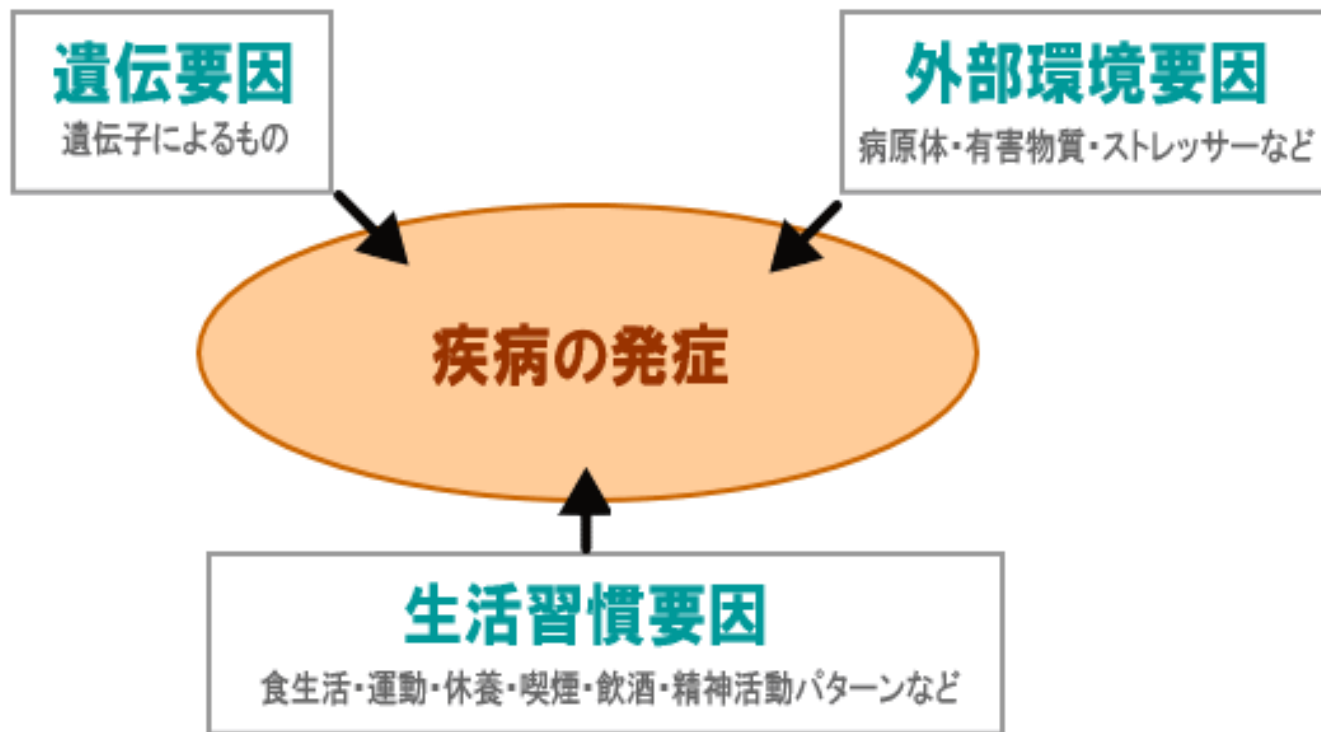 遺伝要因
遺伝子によるもの
外部環境要因
病原体・有害物質・ストレッサーなど
疾病の発症
生活習慣要因
食生活・運動・休養・喫煙・飲酒・精神活動パターンなど